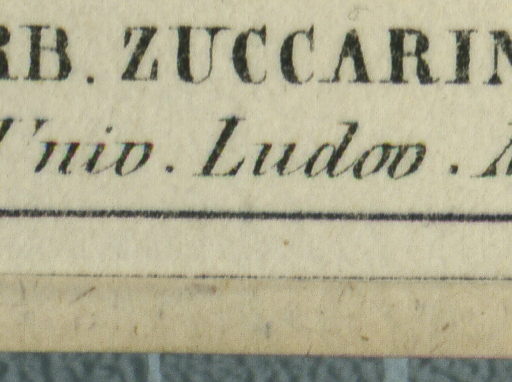 RB. ZUCCARIN
Univ. Ludov.